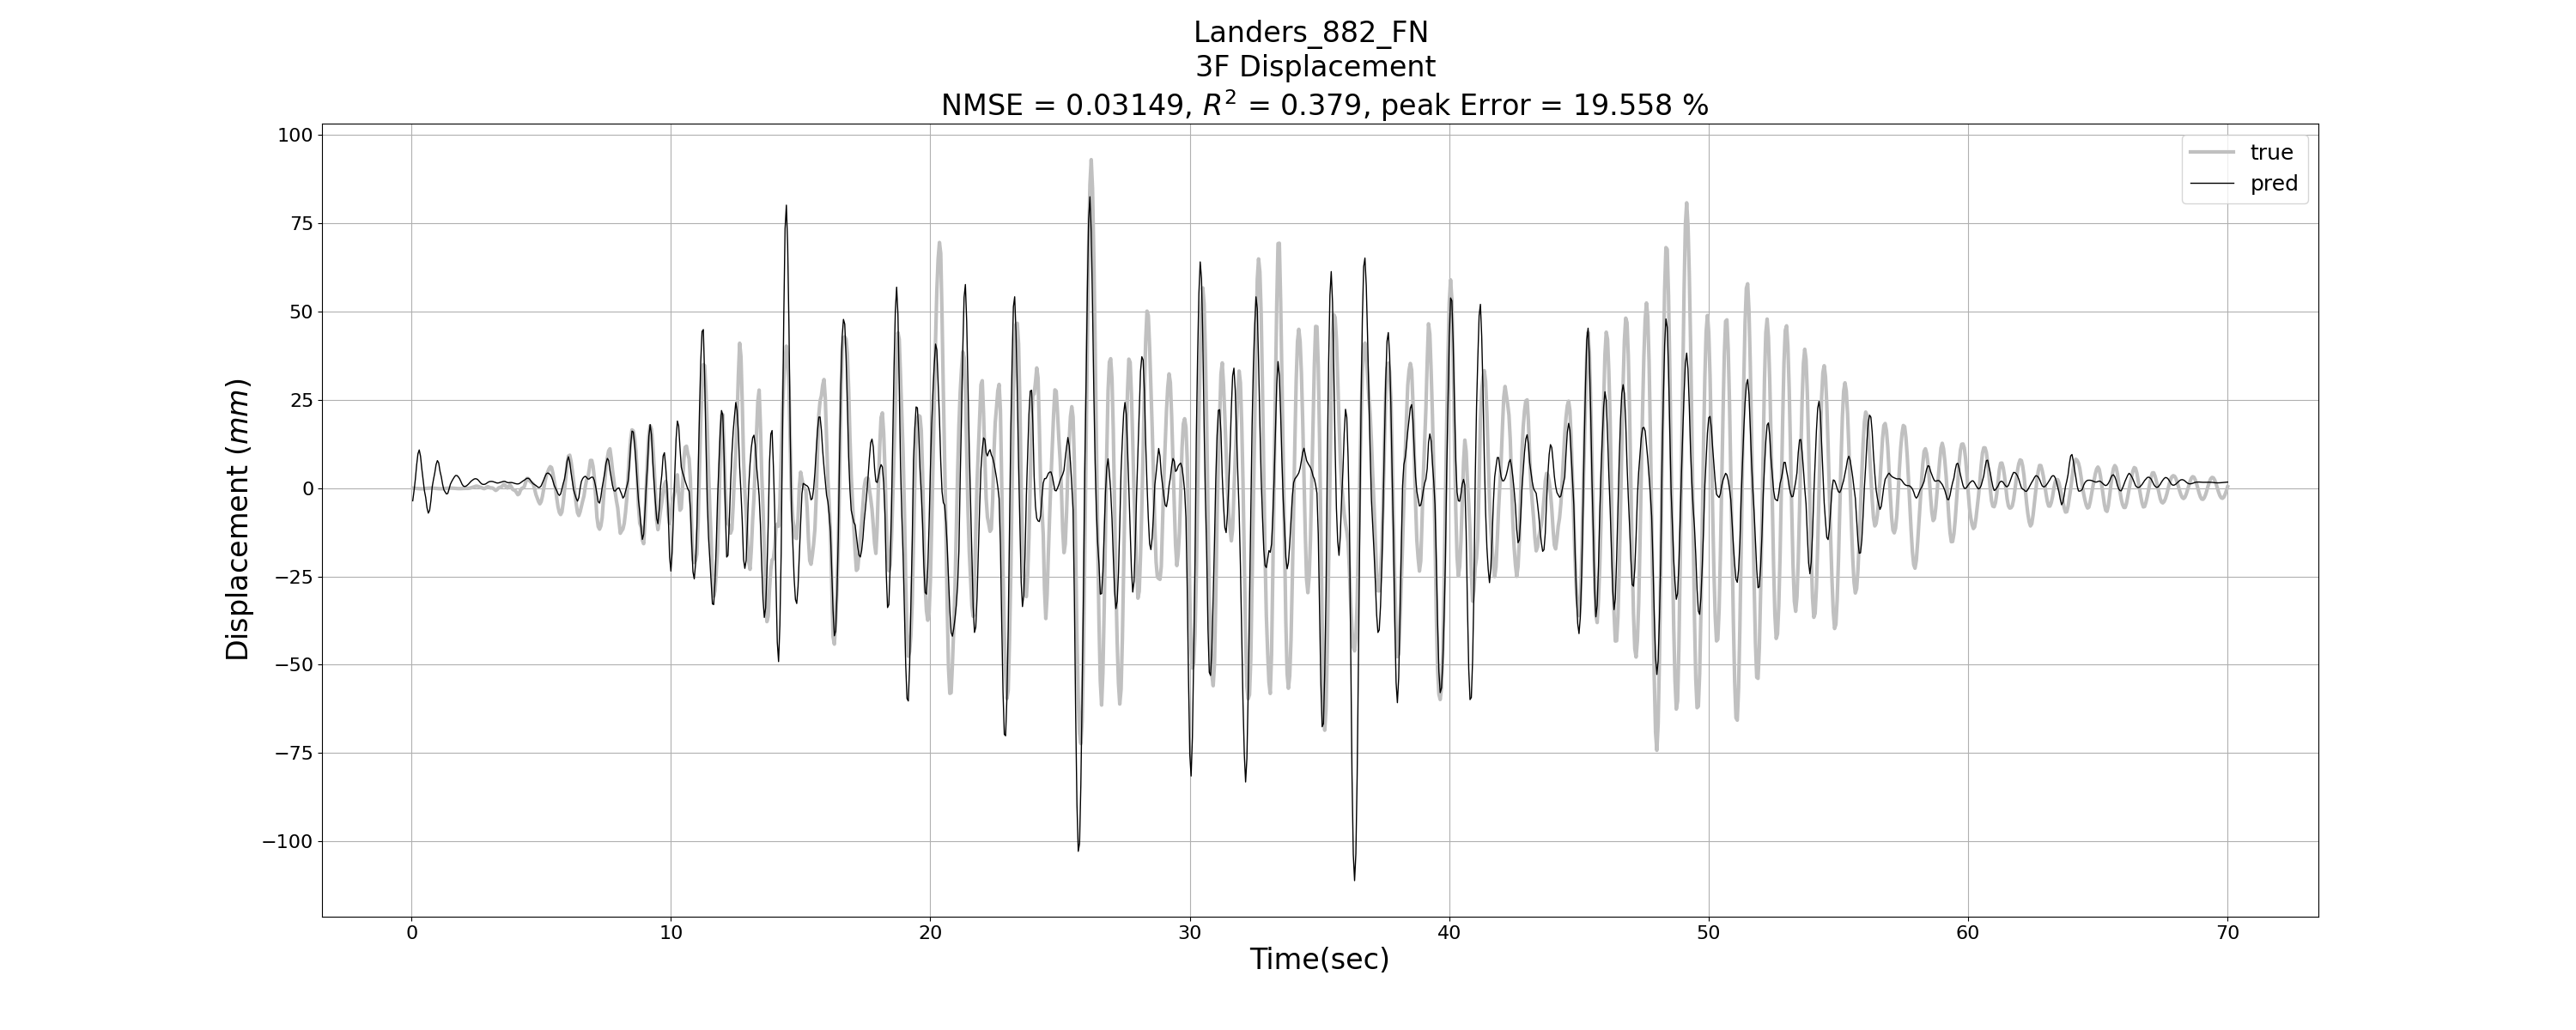 Landers_882_FN
3F Displacement
NMSE = 0.03149, R² = 0.379, peak Error = 19.558 %
true
pred
Displacement (mm)
100
75
50
25
0
−25
−50
−75
−100
0 10 20 30 40 50 60 70
Time(sec)